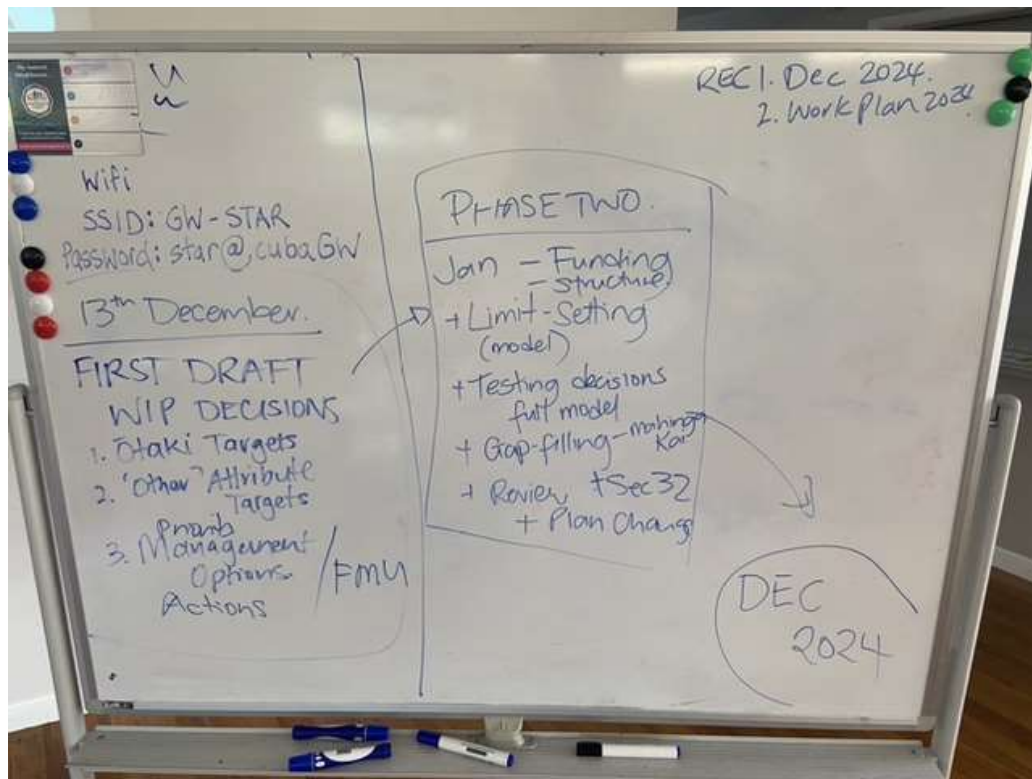 Wifi
SSID: GW-STAR
Password: star@cubaGW
13th December.
FIRST DRAFT
WIP DECISIONS
1. Ōtaki Targets
2. 'Other' Attribute
Targets
3. Management
Options
Actions
/FMU
PHASE TWO.
Jan - Funding
- structure
+ Limit-Setting
(model)
+ Testing decisions
full model
+ Gap-filling - mahinga
Kai
+ Review + Sec 32
+ Plan Change
REC 1. Dec 2024.
2. Work Plan 2024
DEC
2024